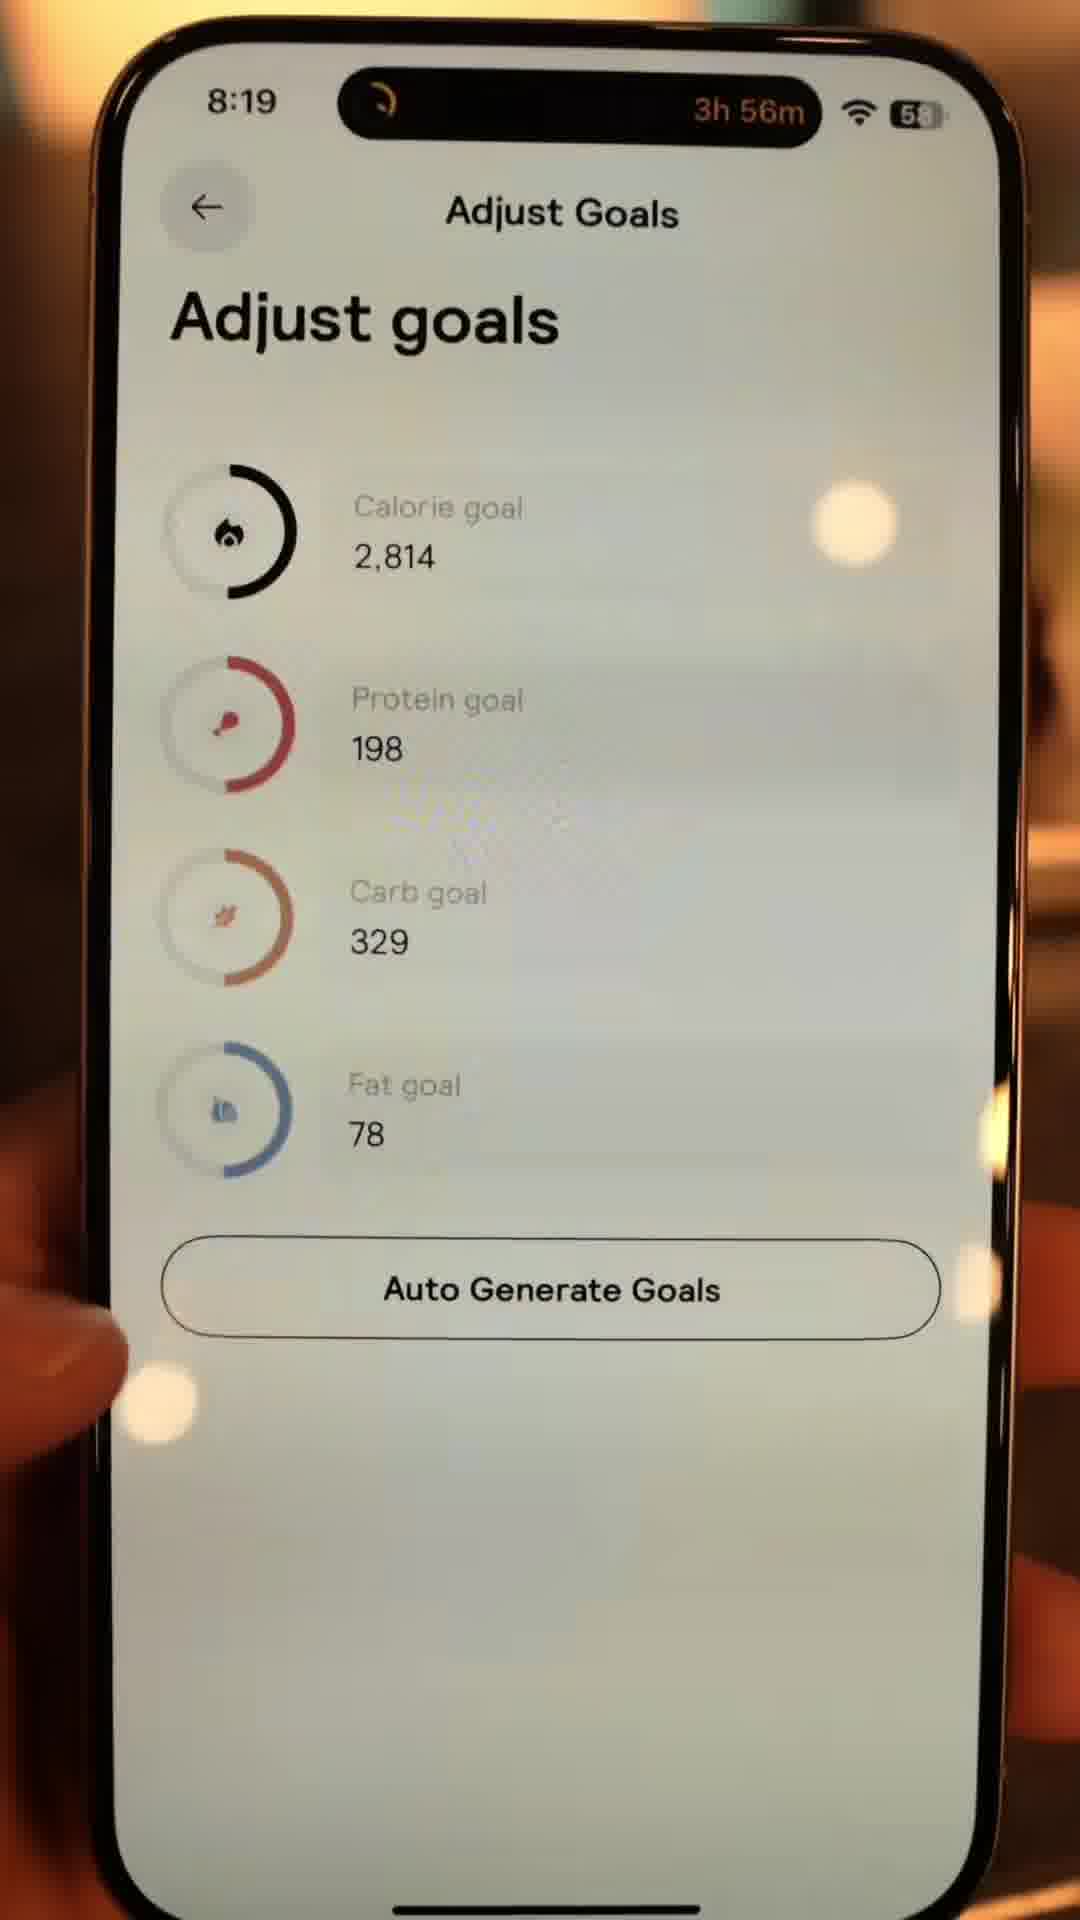 8:19
3h 56m
Adjust Goals
Adjust goals
Calorie goal
2,814
Protein goal
198
Carb goal
329
Fat goal
78
Auto Generate Goals